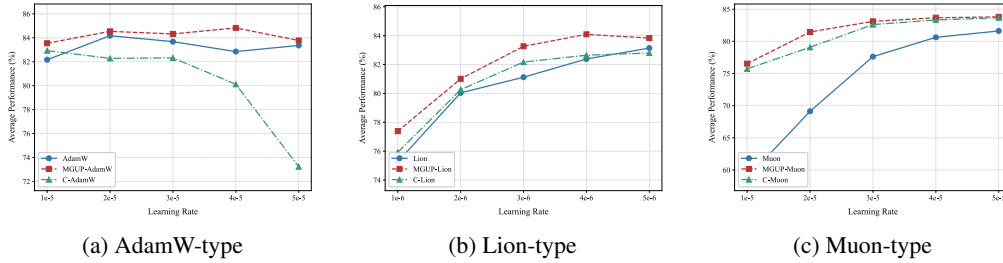 86
84
82
80
78
76
74
72
Average Performance (%)
AdamW
MGUP-AdamW
C-AdamW
1e-5
2e-5
3e-5
4e-5
5e-5
Learning Rate
(a) AdamW-type
86
84
82
80
78
76
74
Average Performance (%)
Lion
MGUP-Lion
C-Lion
1e-6
2e-6
3e-6
4e-6
5e-6
Learning Rate
(b) Lion-type
85
80
75
70
65
60
Average Performance (%)
Muon
MGUP-Muon
C-Muon
1e-5
2e-5
3e-5
4e-5
Learning Rate
(c) Muon-type